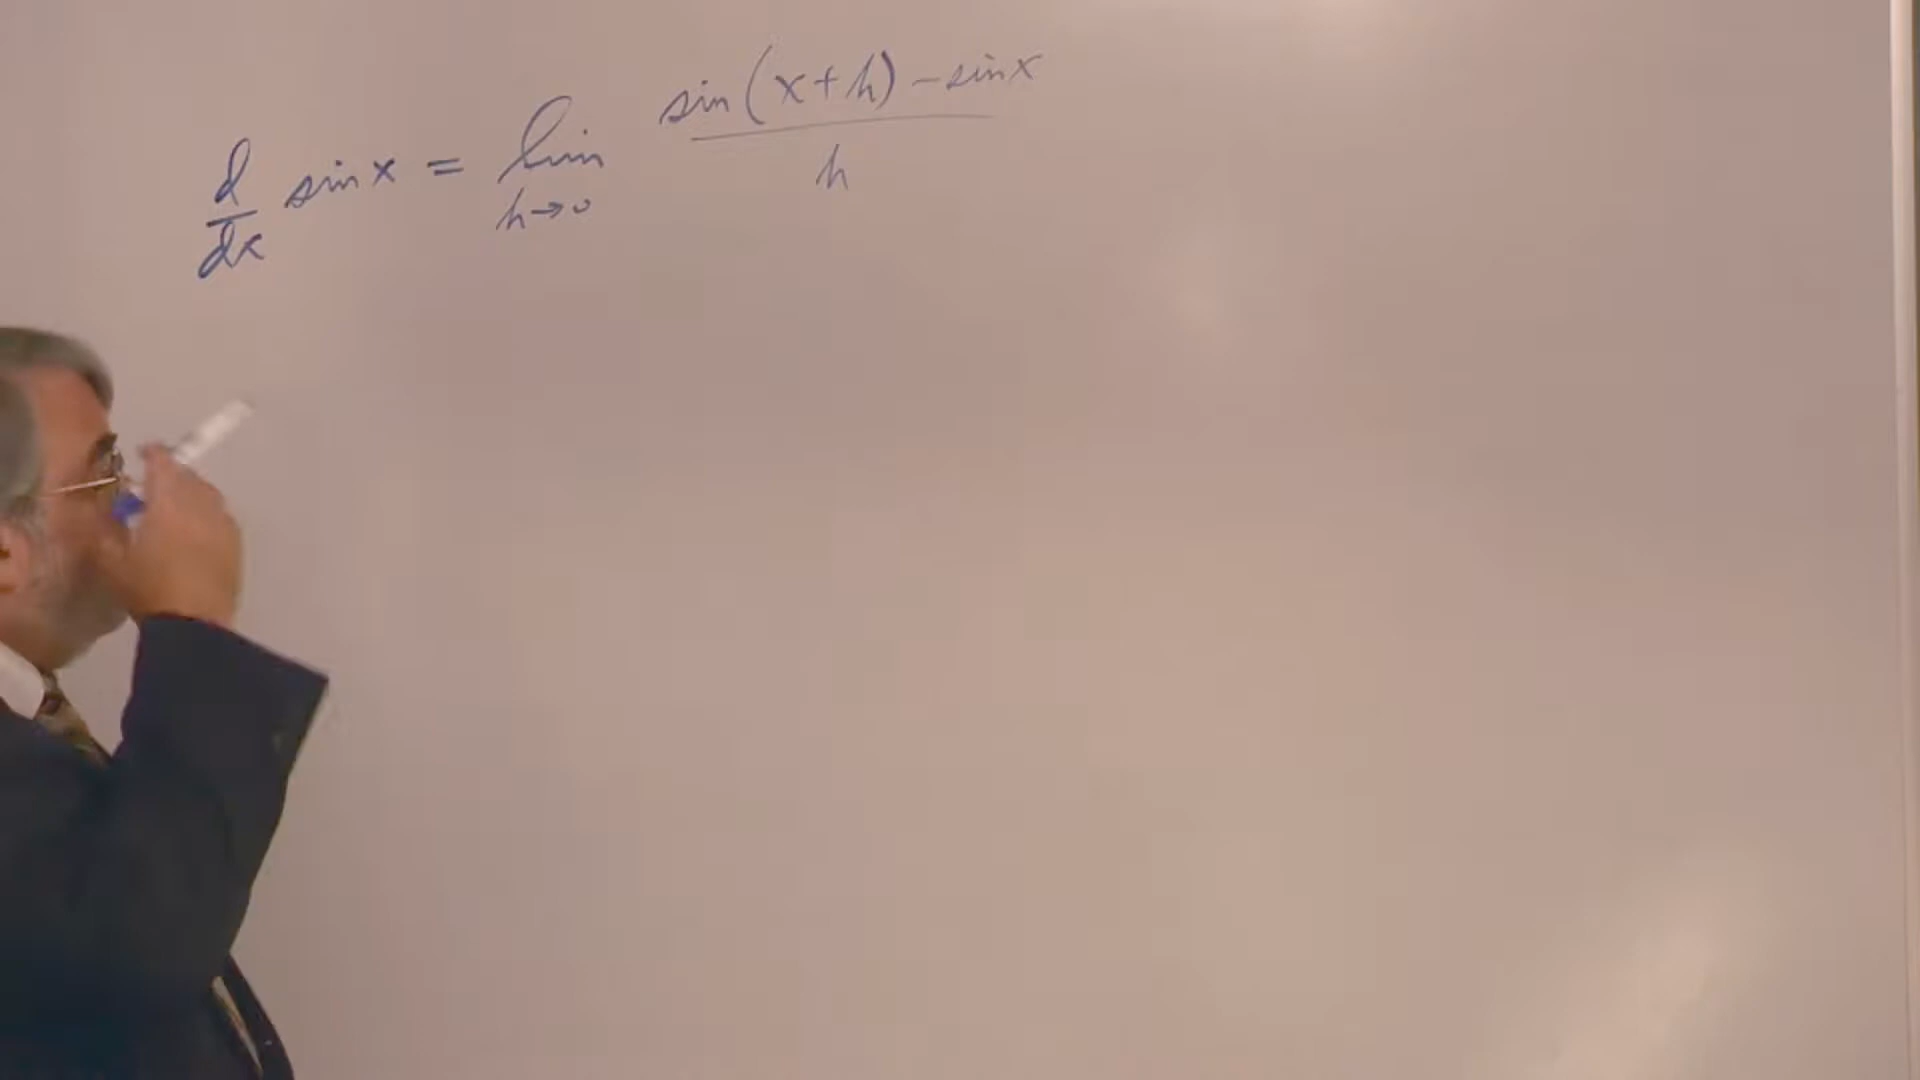 d/dx sin x = lim h→0 (sin(x+h) - sin x)/h